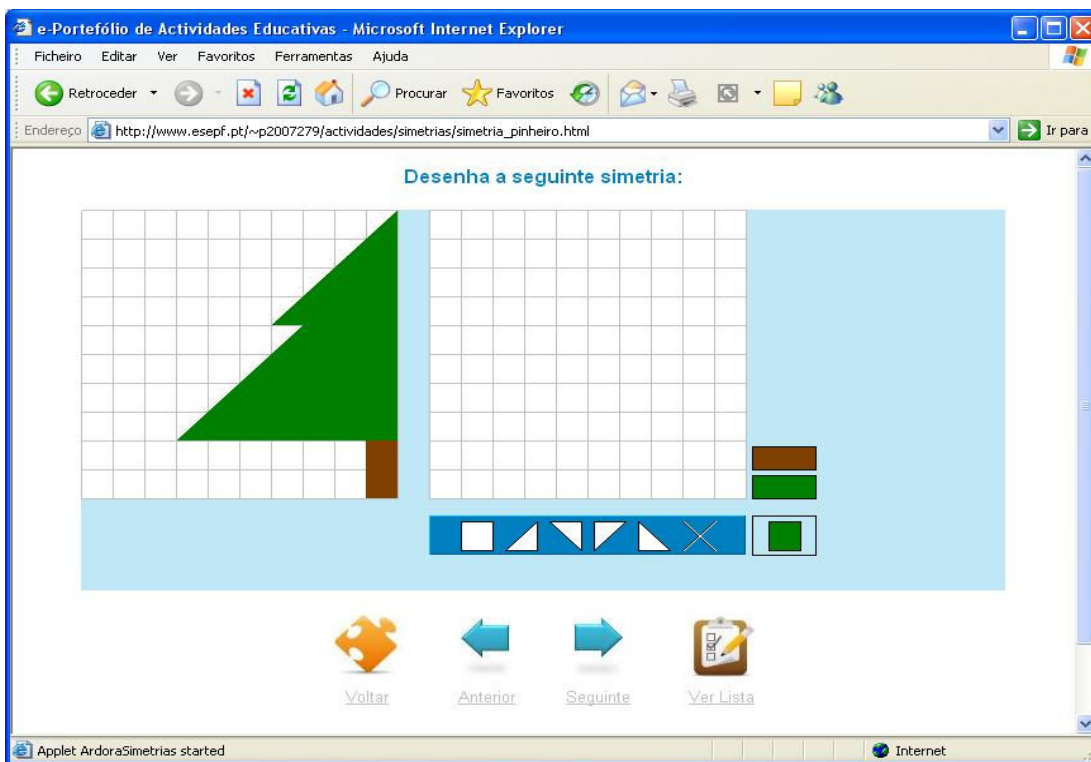 e-Portefólio de Actividades Educativas - Microsoft Internet Explorer
Ficheiro Editar Ver Favoritos Ferramentas Ajuda
Retroceder Procurar Favoritos
Endereço http://www.esepf.pt/~p2007279/actividades/simetrias/simetria_pinheiro.html Ir para
Desenha a seguinte simetria:
Voltar Anterior Seguinte Ver Lista
Applet ArdoraSimetrias started Internet